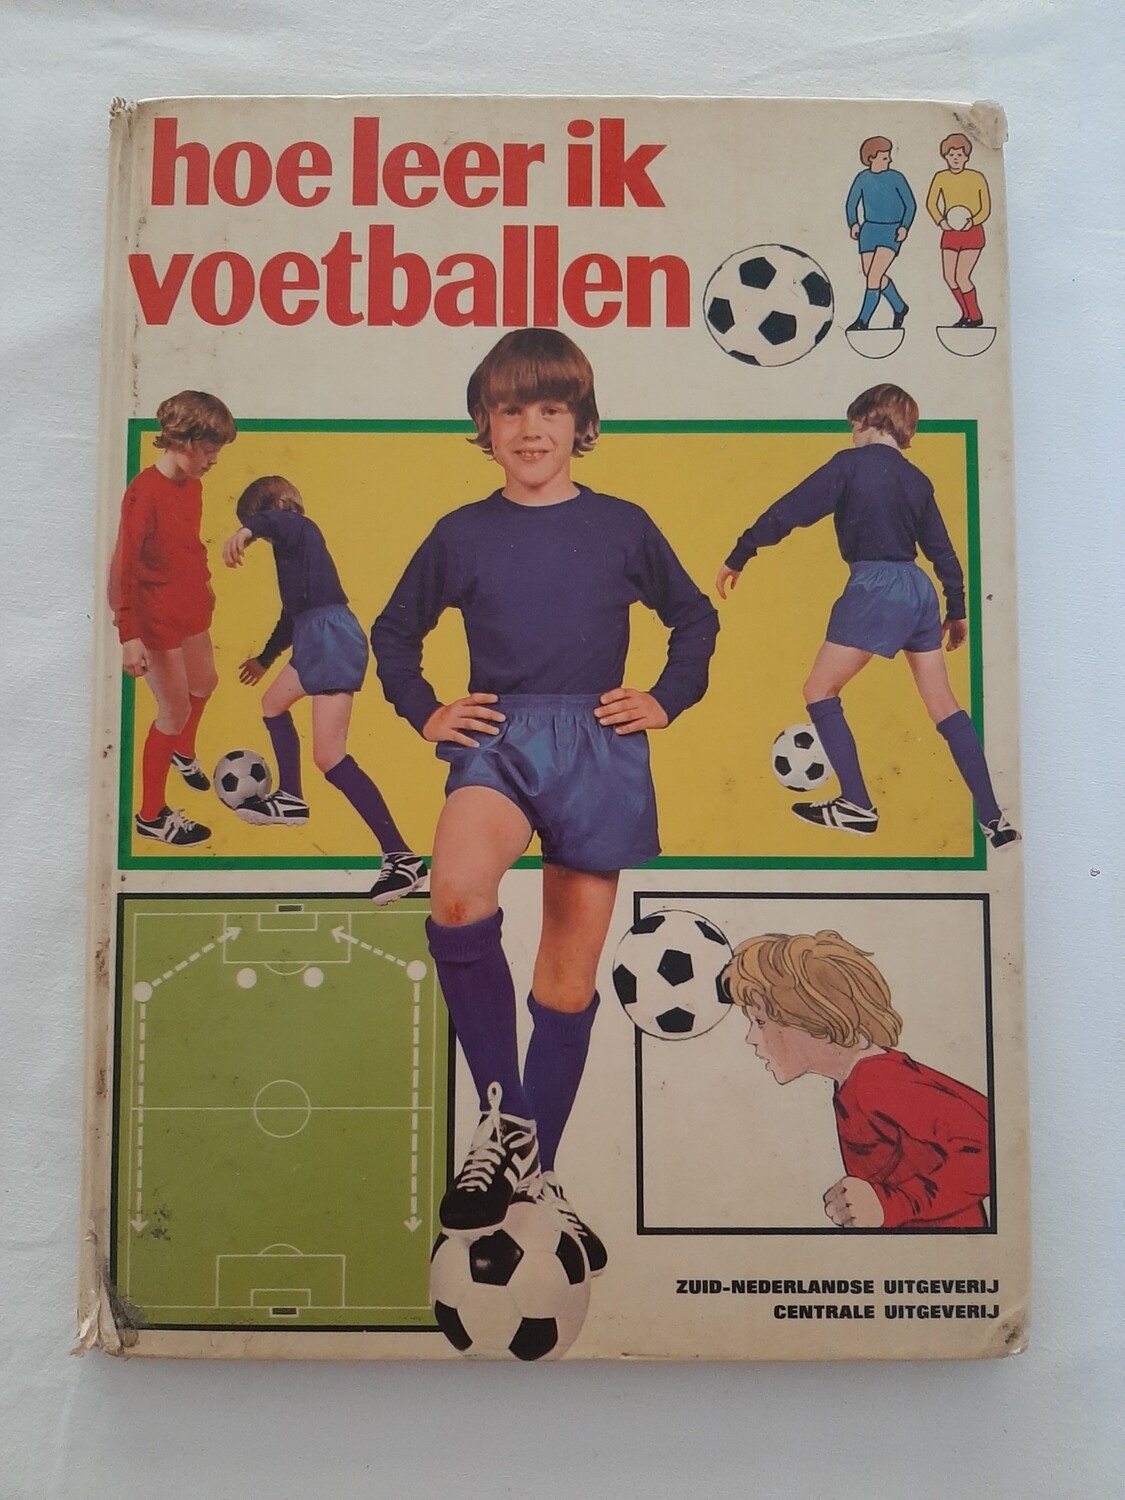 hoe leer ik
voetballen
ZUID-NEDERLANDSE UITGEVERIJ
CENTRALE UITGEVERIJ